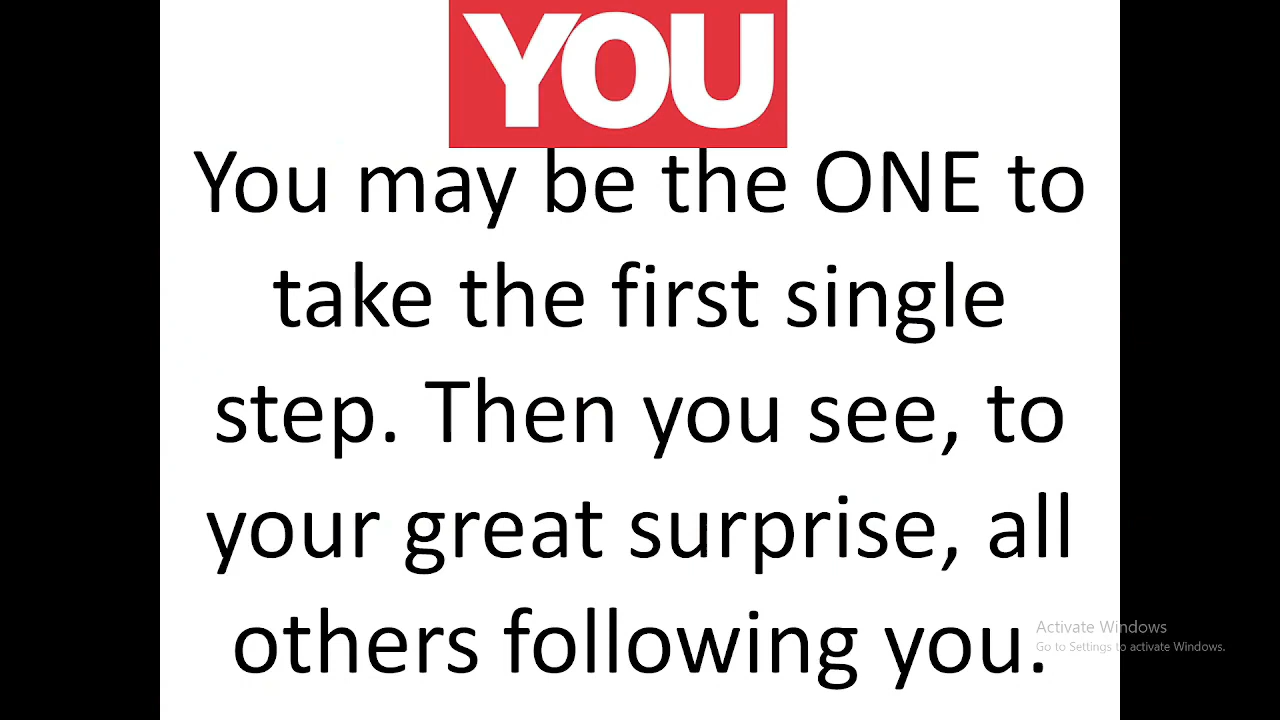 YOU
You may be the ONE to
take the first single
step. Then you see, to
your great surprise, all
others following you.
Activate Windows
Go to Settings to activate Windows.